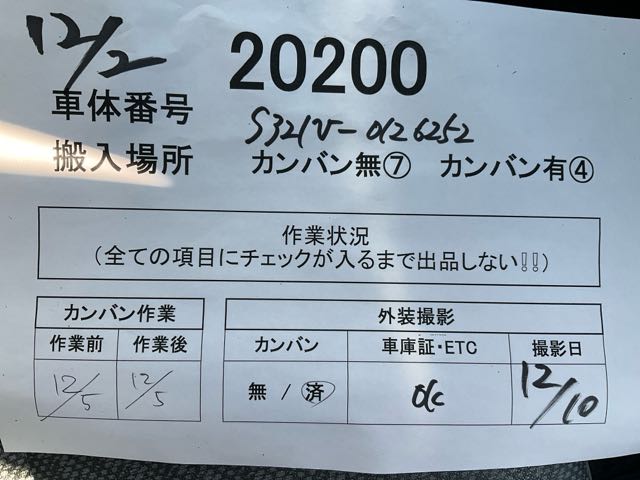 12/2 20200
車体番号 S321V-0126252
搬入場所 カンバン無⑦ カンバン有④
作業状況
(全ての項目にチェックが入るまで出品しない!!)
カンバン作業 外装撮影
作業前 作業後 カンバン 車庫証・ETC 撮影日
12/5 12/5 無 / 済 OK 12/10